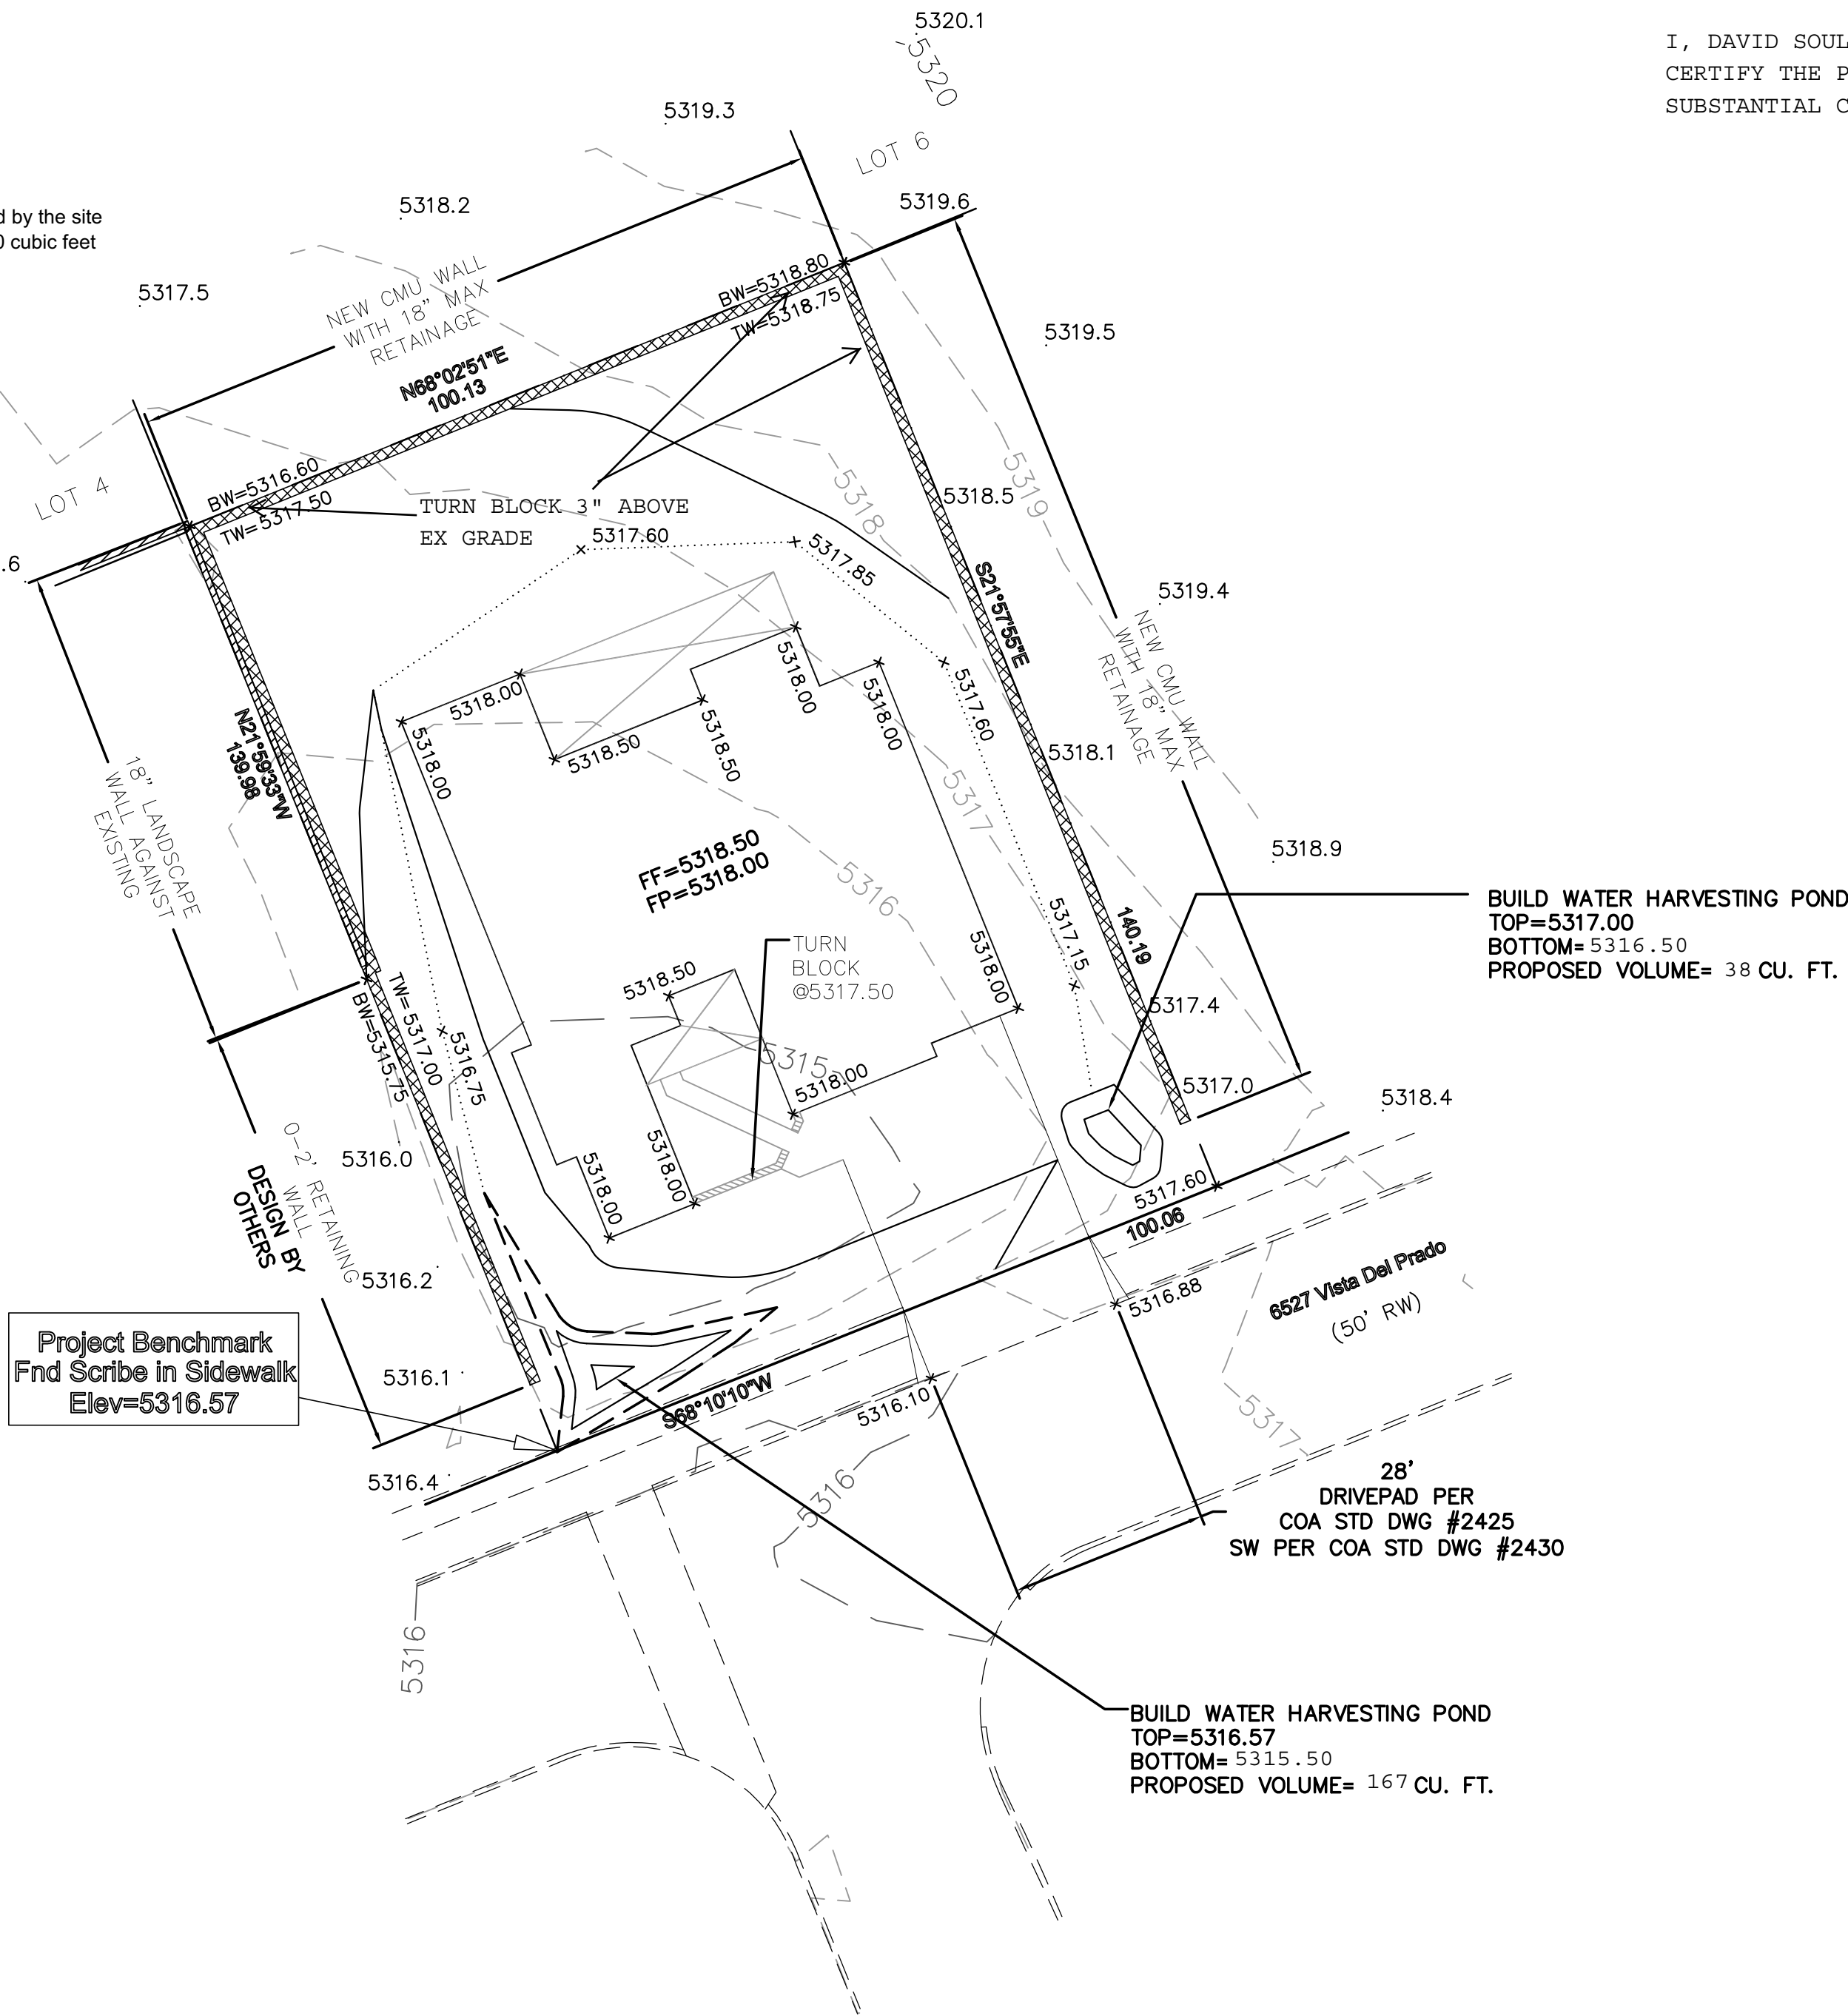 5320.1
5320
I, DAVID SOUL
CERTIFY THE P
SUBSTANTIAL C
5319.3
LOT 6
5318.2
5319.6
d by the site
0 cubic feet
5317.5
NEW CMU WALL
WITH 18" MAX
RETAINAGE
BW=5318.80
TW=5318.75
5319.5
N68°02'51"E
100.13
LOT 4
BW=5316.60
TW=5317.50
TURN BLOCK 3" ABOVE
EX GRADE
5318
5318.5
5319
.6
5317.60
5317.85
S21°57'55"E
5319.4
NEW CMU WALL
WITH 18" MAX
RETAINAGE
5318.00
5318.00
5318.00
5317.60
5318.00
5318.50
5318.50
5318.1
N21°59'33"W
139.98
18" LANDSCAPE
WALL AGAINST
EXISTING
5317
FF=5318.50
FP=5318.00
5316
5318.9
BUILD WATER HARVESTING POND
TOP=5317.00
BOTTOM= 5316.50
PROPOSED VOLUME= 38 CU. FT.
TURN
BLOCK
@5317.50
5318.50
5318.00
5317.15
140.19
5317.4
TW=5317.00
BW=5315.75
5316.75
5315
5318.00
5317.0
5318.4
0-2' RETAINING
WALL
DESIGN BY
OTHERS
5316.0
5318.00
5318.00
5317.60
100.06
5316.2
5316.88
6527 Vista Del Prado
(50' RW)
Project Benchmark
Fnd Scribe in Sidewalk
Elev=5316.57
5316.1
S68°10'10"W
5316.10
5317
5316.4
5316
28'
DRIVEPAD PER
COA STD DWG #2425
SW PER COA STD DWG #2430
5316
BUILD WATER HARVESTING POND
TOP=5316.57
BOTTOM= 5315.50
PROPOSED VOLUME= 167 CU. FT.